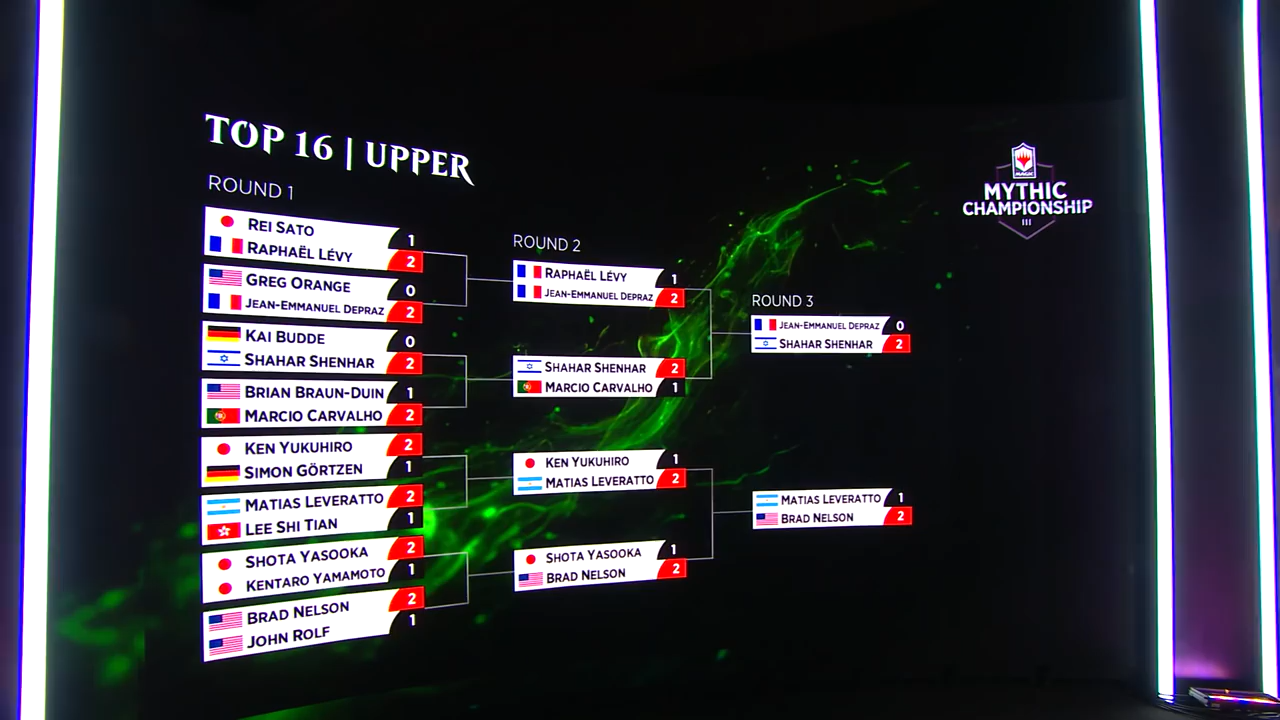 TOP 16 | UPPER
ROUND 1
REI SATO 1
RAPHAËL LÉVY 2
GREG ORANGE 0
JEAN-EMMANUEL DEPRAZ 2
KAI BUDDE 0
SHAHAR SHENHAR 2
BRIAN BRAUN-DUIN 1
MARCIO CARVALHO 2
KEN YUKUHIRO 2
SIMON GÖRTZEN 1
MATIAS LEVERATTO 2
LEE SHI TIAN 1
SHOTA YASOOKA 2
KENTARO YAMAMOTO 1
BRAD NELSON 2
JOHN ROLF 1
ROUND 2
RAPHAËL LÉVY 1
JEAN-EMMANUEL DEPRAZ 2
SHAHAR SHENHAR 2
MARCIO CARVALHO 1
KEN YUKUHIRO 1
MATIAS LEVERATTO 2
SHOTA YASOOKA 1
BRAD NELSON 2
ROUND 3
JEAN-EMMANUEL DEPRAZ 0
SHAHAR SHENHAR 2
MATIAS LEVERATTO 1
BRAD NELSON 2
MAGIC
MYTHIC
CHAMPIONSHIP
III